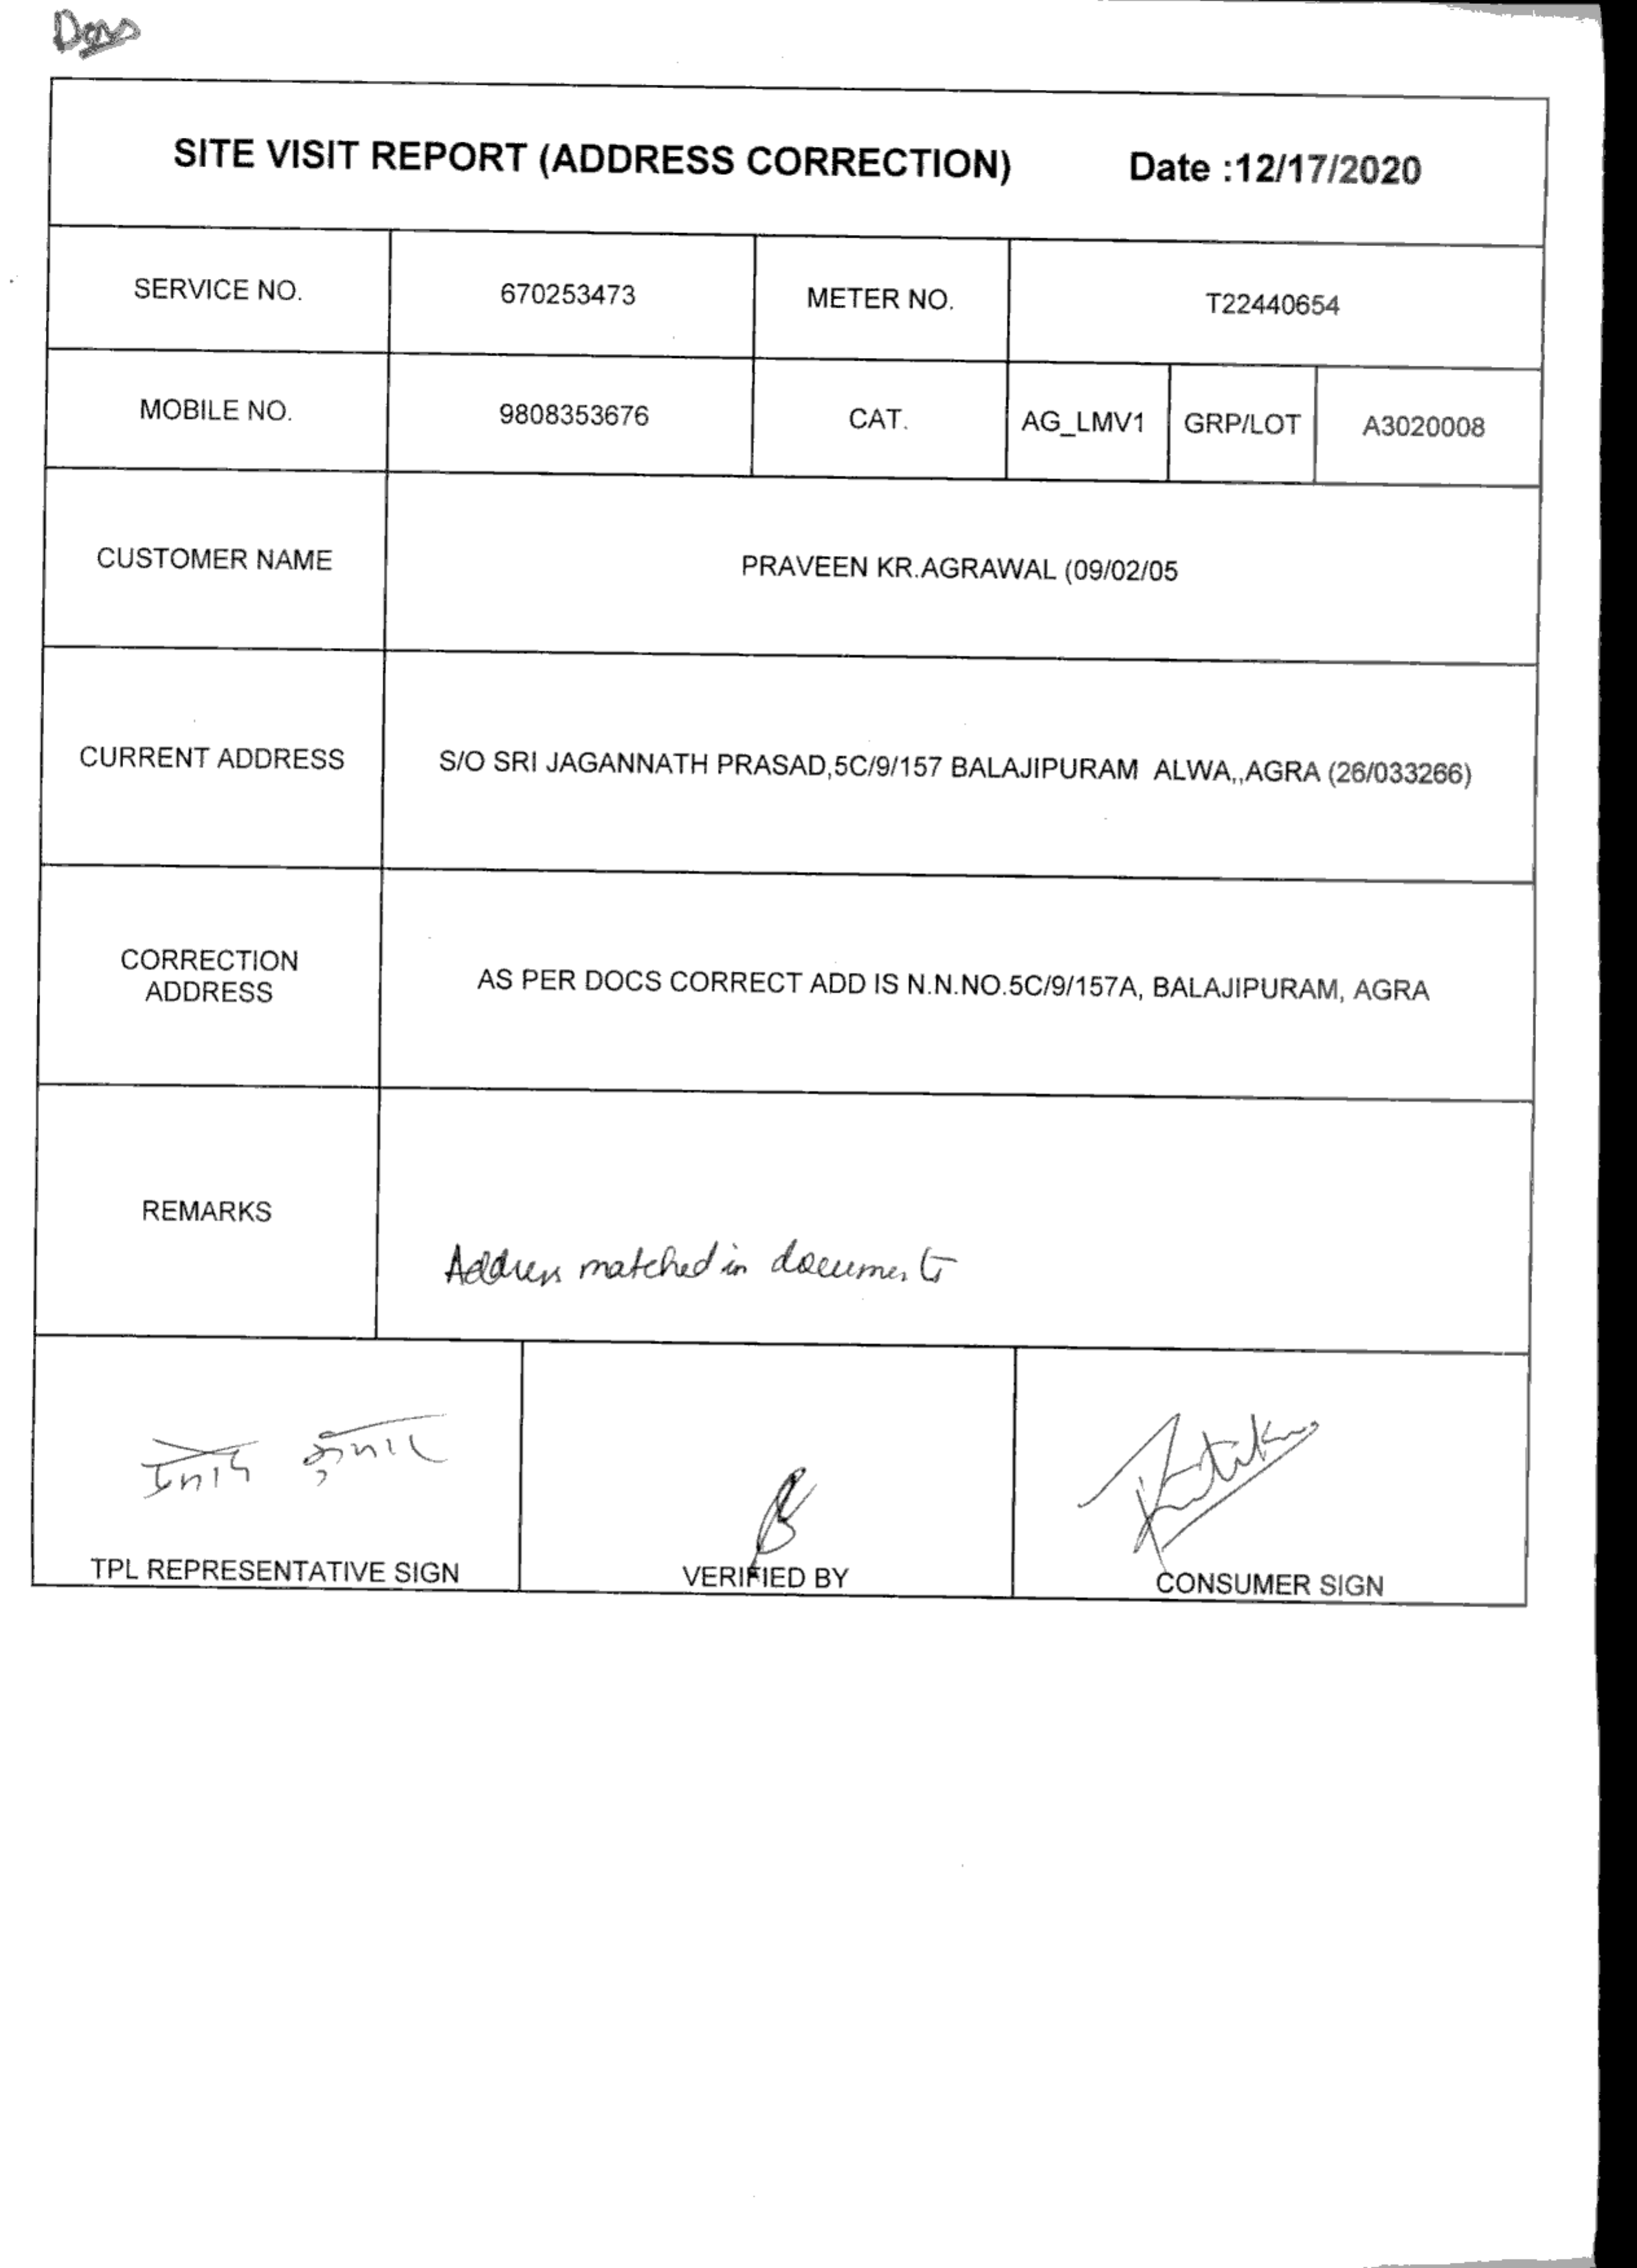 SITE VISIT REPORT (ADDRESS CORRECTION) Date :12/17/2020
SERVICE NO. 670253473 METER NO. T22440654
MOBILE NO. 9808353676 CAT. AG_LMV1 GRP/LOT A3020008
CUSTOMER NAME PRAVEEN KR.AGRAWAL (09/02/05
CURRENT ADDRESS S/O SRI JAGANNATH PRASAD,5C/9/157 BALAJIPURAM ALWA,,AGRA (26/033266)
CORRECTION
ADDRESS
AS PER DOCS CORRECT ADD IS N.N.NO.5C/9/157A, BALAJIPURAM, AGRA
REMARKS
Address matched in documents
TPL REPRESENTATIVE SIGN VERIFIED BY CONSUMER SIGN